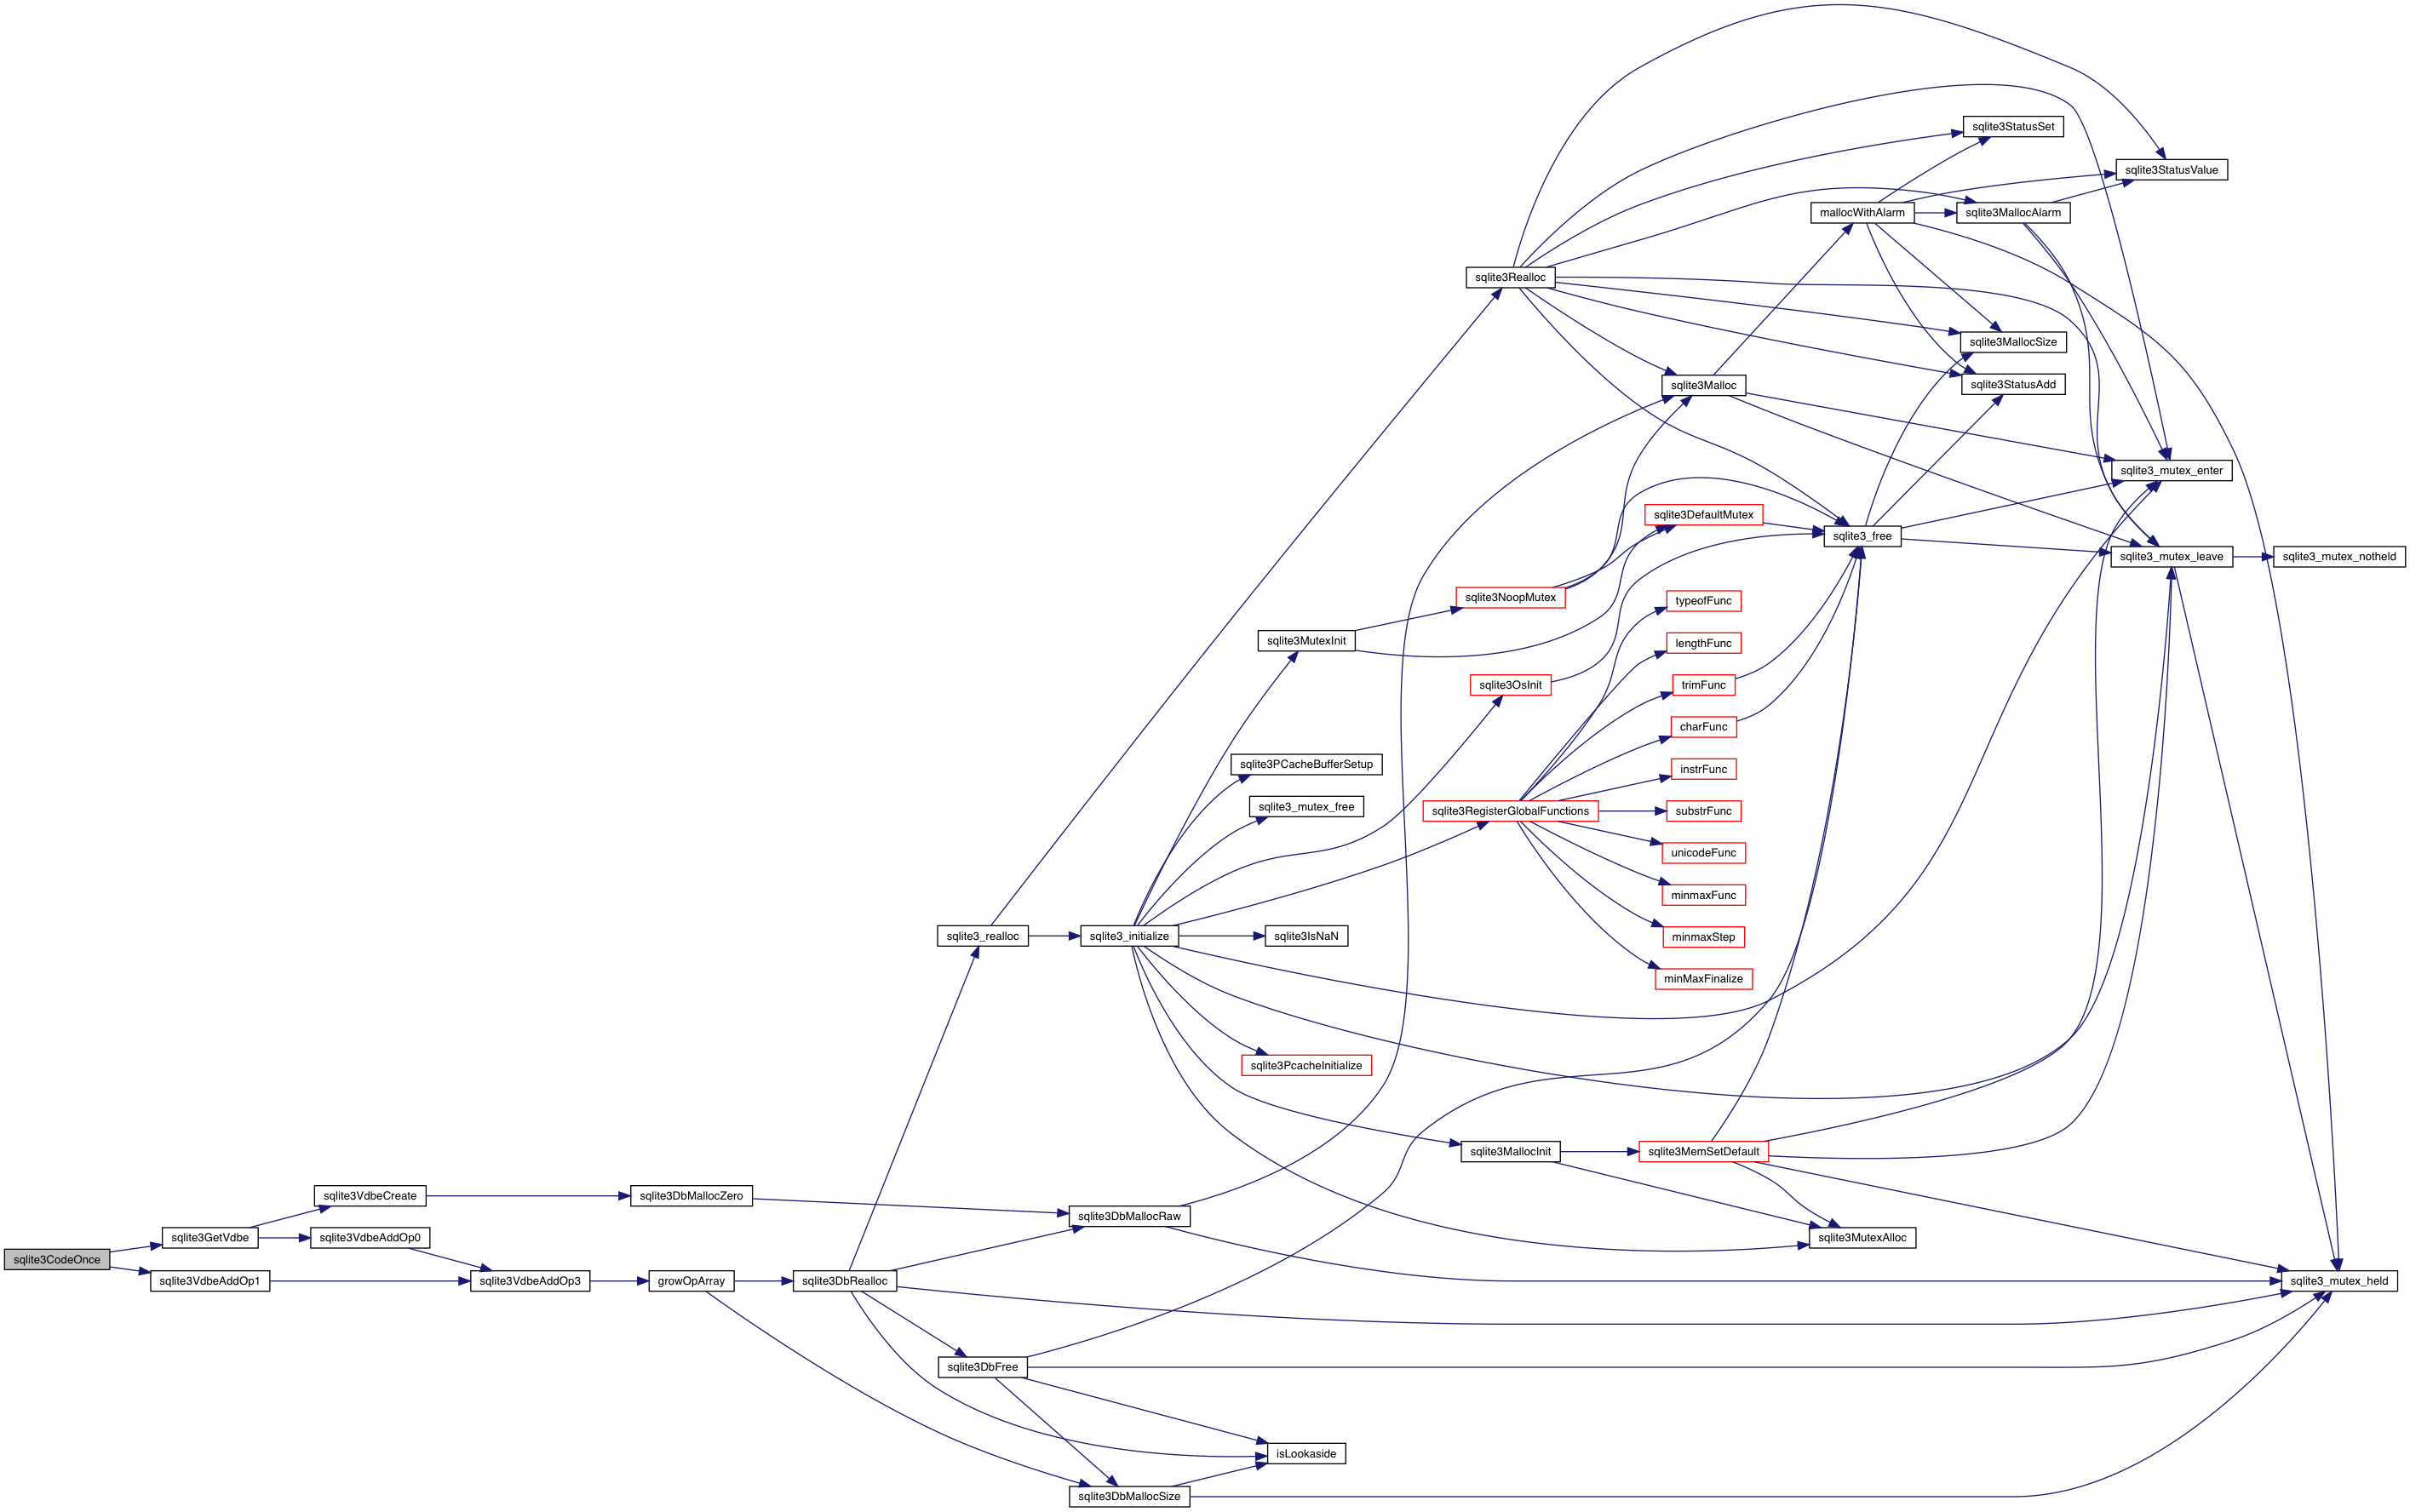 sqlite3StatusSet
sqlite3StatusValue
mallocWithAlarm
sqlite3MallocAlarm
sqlite3Realloc
sqlite3MallocSize
sqlite3Malloc
sqlite3StatusAdd
sqlite3_mutex_enter
sqlite3DefaultMutex
sqlite3_free
sqlite3_mutex_leave
sqlite3_mutex_notheld
sqlite3NoopMutex
typeofFunc
sqlite3MutexInit
lengthFunc
sqlite3OsInit
trimFunc
charFunc
sqlite3PCacheBufferSetup
instrFunc
sqlite3_mutex_free
sqlite3RegisterGlobalFunctions
substrFunc
unicodeFunc
minmaxFunc
sqlite3_realloc
sqlite3_initialize
sqlite3IsNaN
minmaxStep
minMaxFinalize
sqlite3PcacheInitialize
sqlite3MallocInit
sqlite3MemSetDefault
sqlite3VdbeCreate
sqlite3DbMallocZero
sqlite3DbMallocRaw
sqlite3GetVdbe
sqlite3VdbeAddOp0
sqlite3MutexAlloc
sqlite3CodeOnce
sqlite3VdbeAddOp1
sqlite3VdbeAddOp3
growOpArray
sqlite3DbRealloc
sqlite3_mutex_held
sqlite3DbFree
isLookaside
sqlite3DbMallocSize